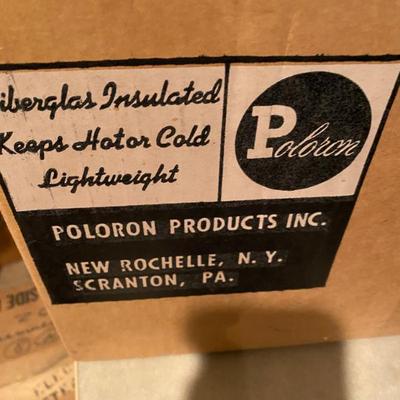 iberglas Insulated
Keeps Hot or Cold
Lightweight
Poloron
POLORON PRODUCTS INC.
NEW ROCHELLE, N. Y.
SCRANTON, PA.